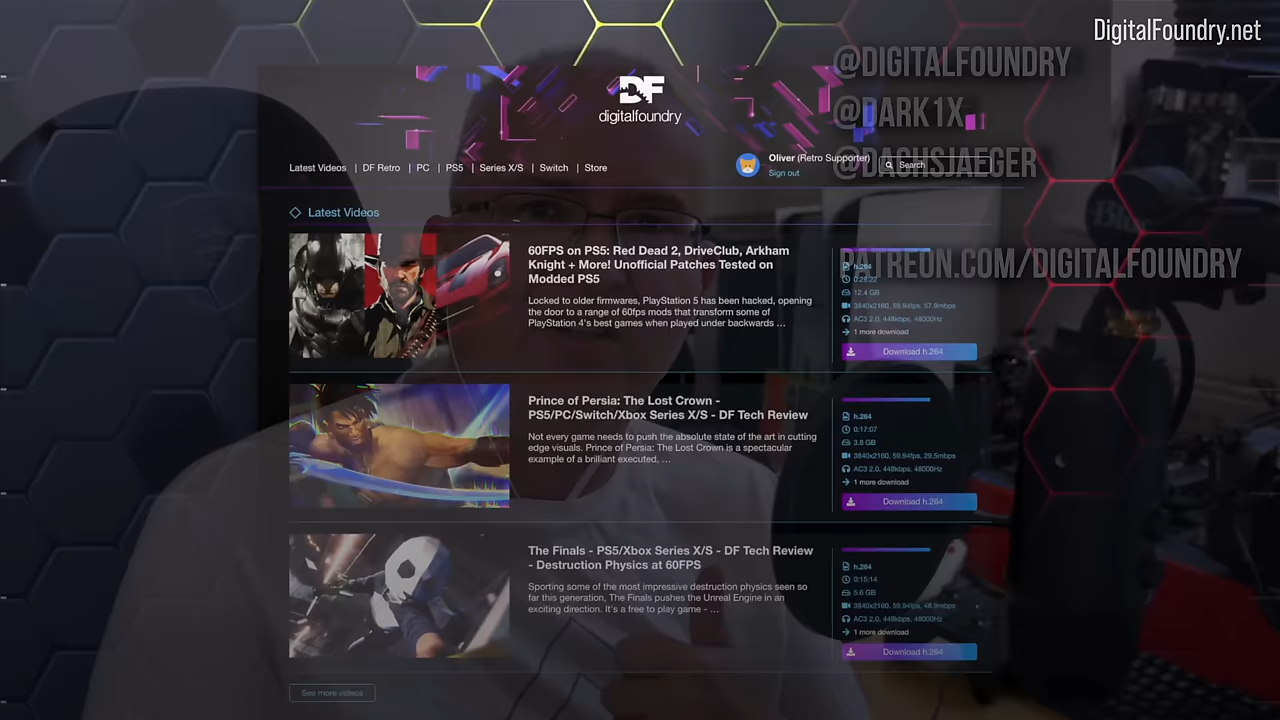 DigitalFoundry.net
@DIGITALFOUNDRY
@DARK1X
@DACHSJAEGER
PATREON.COM/DIGITALFOUNDRY
DF
digitalfoundry
Latest Videos | DF Retro | PC | PS5 | Series X/S | Switch | Store
Oliver (Retro Supporter)
Sign out
Search
Latest Videos
60FPS on PS5: Red Dead 2, DriveClub, Arkham
Knight + More! Unofficial Patches Tested on
Modded PS5
Locked to older firmwares, PlayStation 5 has been hacked, opening
the door to a range of 60fps mods that transform some of
PlayStation 4's best games when played under backwards ...
h.264
0:28:22
12.4 GB
3840x2160, 59.94fps, 57.9mbps
AC3 2.0, 448kbps, 48000Hz
1 more download
Download h.264
Prince of Persia: The Lost Crown -
PS5/PC/Switch/Xbox Series X/S - DF Tech Review
Not every game needs to push the absolute state of the art in cutting
edge visuals. Prince of Persia: The Lost Crown is a spectacular
example of a brilliant executed, ...
h.264
0:17:07
3.8 GB
3840x2160, 59.94fps, 29.5mbps
AC3 2.0, 448kbps, 48000Hz
1 more download
Download h.264
The Finals - PS5/Xbox Series X/S - DF Tech Review
- Destruction Physics at 60FPS
Sporting some of the most impressive destruction physics seen so
far this generation, The Finals pushes the Unreal Engine in an
exciting direction. It's a free to play game - ...
h.264
0:15:14
5.6 GB
3840x2160, 59.94fps, 48.9mbps
AC3 2.0, 448kbps, 48000Hz
1 more download
Download h.264
See more videos